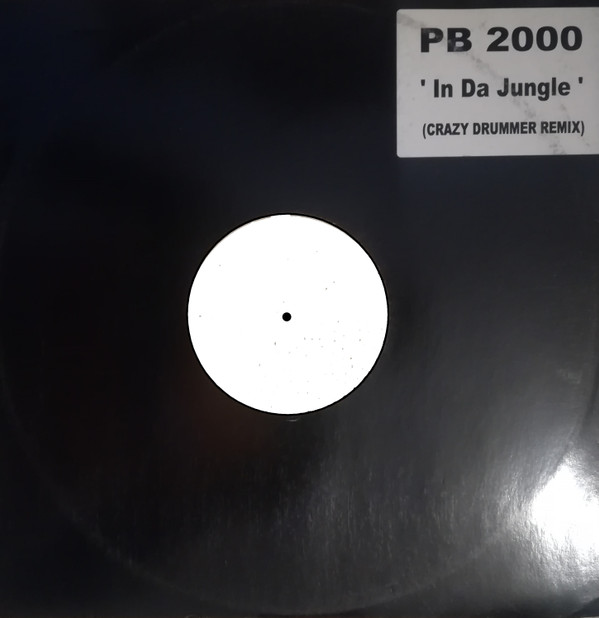 PB 2000
' In Da Jungle '
(CRAZY DRUMMER REMIX)